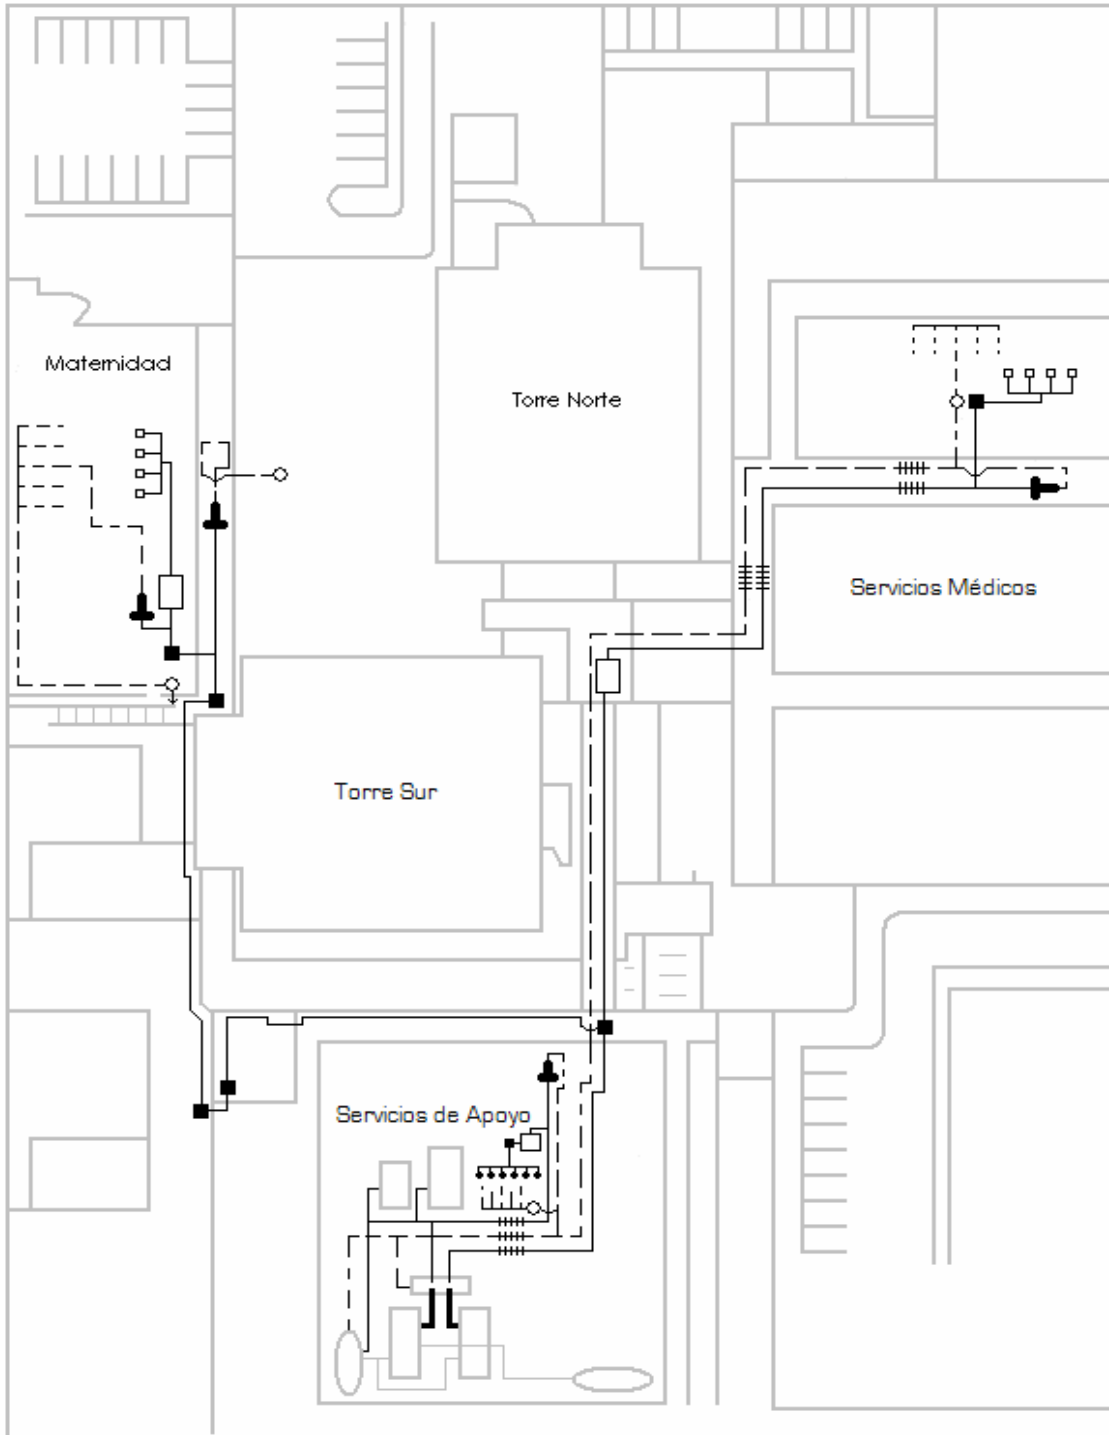 Maternidad
Torre Norte
Servicios Médicos
Torre Sur
Servicios de Apoyo